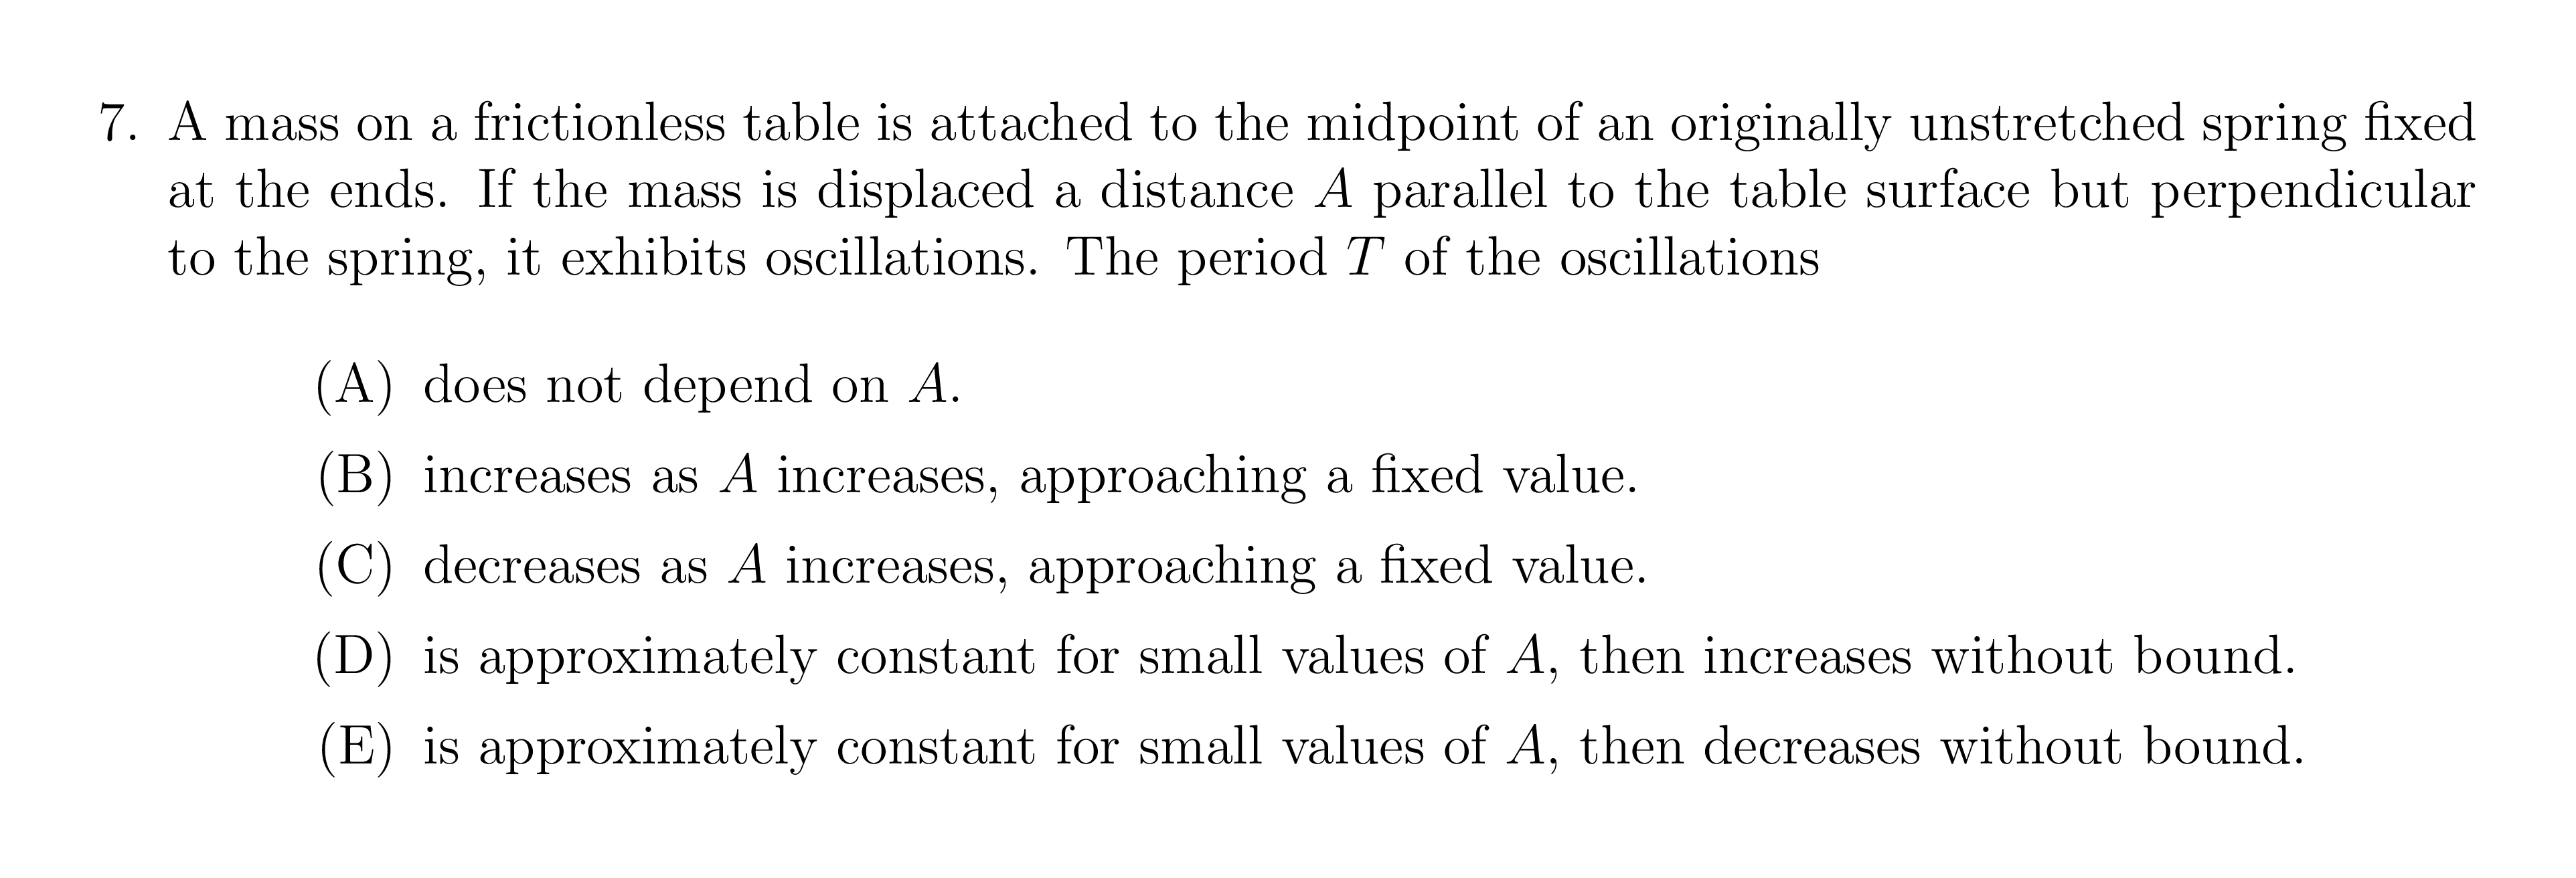 7. A mass on a frictionless table is attached to the midpoint of an originally unstretched spring fixed
at the ends. If the mass is displaced a distance A parallel to the table surface but perpendicular
to the spring, it exhibits oscillations. The period T of the oscillations
(A) does not depend on A.
(B) increases as A increases, approaching a fixed value.
(C) decreases as A increases, approaching a fixed value.
(D) is approximately constant for small values of A, then increases without bound.
(E) is approximately constant for small values of A, then decreases without bound.